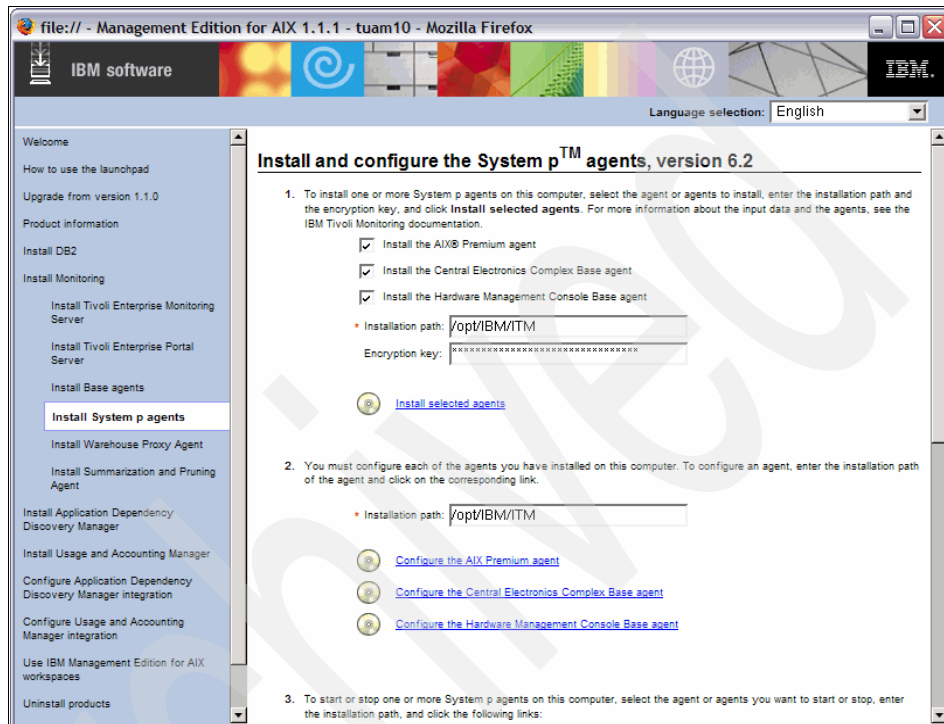 file:// - Management Edition for AIX 1.1.1 - tuam10 - Mozilla Firefox
IBM software
IBM.
Language selection: English
Welcome
How to use the launchpad
Upgrade from version 1.1.0
Product information
Install DB2
Install Monitoring
Install Tivoli Enterprise Monitoring
Server
Install Tivoli Enterprise Portal
Server
Install Base agents
Install System p agents
Install Warehouse Proxy Agent
Install Summarization and Pruning
Agent
Install Application Dependency
Discovery Manager
Install Usage and Accounting Manager
Configure Application Dependency
Discovery Manager integration
Configure Usage and Accounting
Manager integration
Use IBM Management Edition for AIX
workspaces
Uninstall products
Install and configure the System p™ agents, version 6.2
1. To install one or more System p agents on this computer, select the agent or agents to install, enter the installation path and
the encryption key, and click Install selected agents. For more information about the input data and the agents, see the
IBM Tivoli Monitoring documentation.
Install the AIX® Premium agent
Install the Central Electronics Complex Base agent
Install the Hardware Management Console Base agent
* Installation path: /opt/IBM/ITM
Encryption key: ********************************
Install selected agents
2. You must configure each of the agents you have installed on this computer. To configure an agent, enter the installation path
of the agent and click on the corresponding link.
* Installation path: /opt/IBM/ITM
Configure the AIX Premium agent
Configure the Central Electronics Complex Base agent
Configure the Hardware Management Console Base agent
3. To start or stop one or more System p agents on this computer, select the agent or agents you want to start or stop, enter
the installation path, and click the following links: